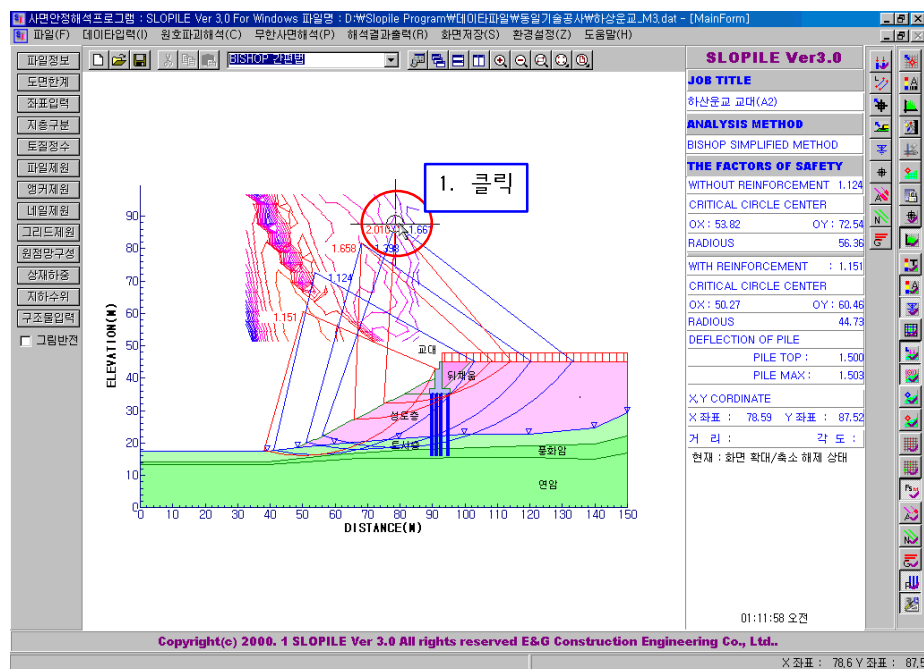 사면안정해석프로그램 : SLOPILE Ver 3,0 For Windows 파일명 : D:₩Slopile Program₩데이타파일₩동일기술공사₩하상운교_M3.dat - [MainForm]
파일(F) 데이타입력(I) 원호파괴해석(C) 무한사면해석(P) 해석결과출력(R) 화면저장(S) 환경설정(Z) 도움말(H)
파일정보
도면한계
좌표입력
지층구분
토질정수
파일제원
앵커제원
네일제원
그리드제원
원점망구성
상재하중
지하수위
구조물입력
그림반전
BISHOP 간편법
1. 클릭
2.010
1.66
1.658
1.398
1.124
1.151
교대
뒤채움
성토층
토사층
풍화암
연암
ELEVATION(M)
90
80
70
60
50
40
30
20
10
0
0 10 20 30 40 50 60 70 80 90 100 110 120 130 140 150
DISTANCE(M)
SLOPILE Ver3.0
JOB TITLE
하산운교 교대(A2)
ANALYSIS METHOD
BISHOP SIMPLIFIED METHOD
THE FACTORS OF SAFETY
WITHOUT REINFORCEMENT 1.124
CRITICAL CIRCLE CENTER
OX : 53.82 OY : 72.54
RADIOUS 56.36
WITH REINFORCEMENT : 1.151
CRITICAL CIRCLE CENTER
OX : 50.27 OY : 60.46
RADIOUS 44.73
DEFLECTION OF PILE
PILE TOP : 1.500
PILE MAX : 1.503
X,Y CORDINATE
X 좌표 : 78.59 Y 좌표 : 87.52
거 리 : 각 도 :
현재 : 화면 확대/축소 해제 상태
01:11:58 오전
Copyright(c) 2000. 1 SLOPILE Ver 3.0 All rights reserved E&G Construction Engineering Co., Ltd..
X 좌표 : 78,6 Y 좌표 : 87,5